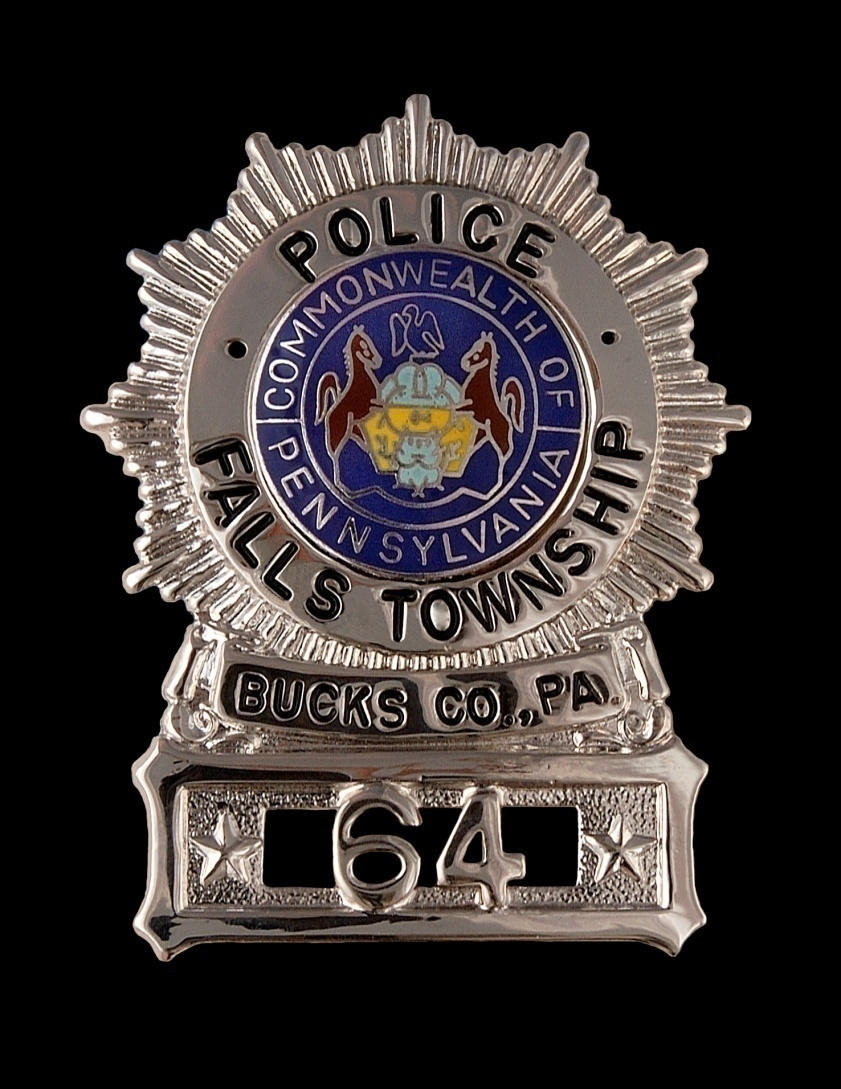 POLICE
COMMONWEALTH OF
PENNSYLVANIA
FALLS TOWNSHIP
BUCKS CO., PA.
64